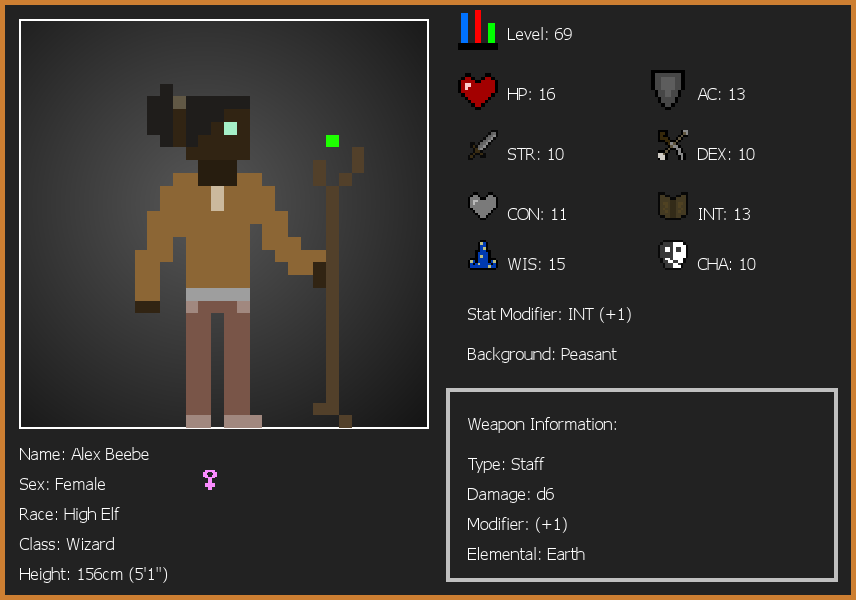 Level: 69
HP: 16
AC: 13
STR: 10
DEX: 10
CON: 11
INT: 13
WIS: 15
CHA: 10
Stat Modifier: INT (+1)
Background: Peasant
Weapon Information:
Type: Staff
Damage: d6
Modifier: (+1)
Elemental: Earth
Name: Alex Beebe
Sex: Female
Race: High Elf
Class: Wizard
Height: 156cm (5'1")